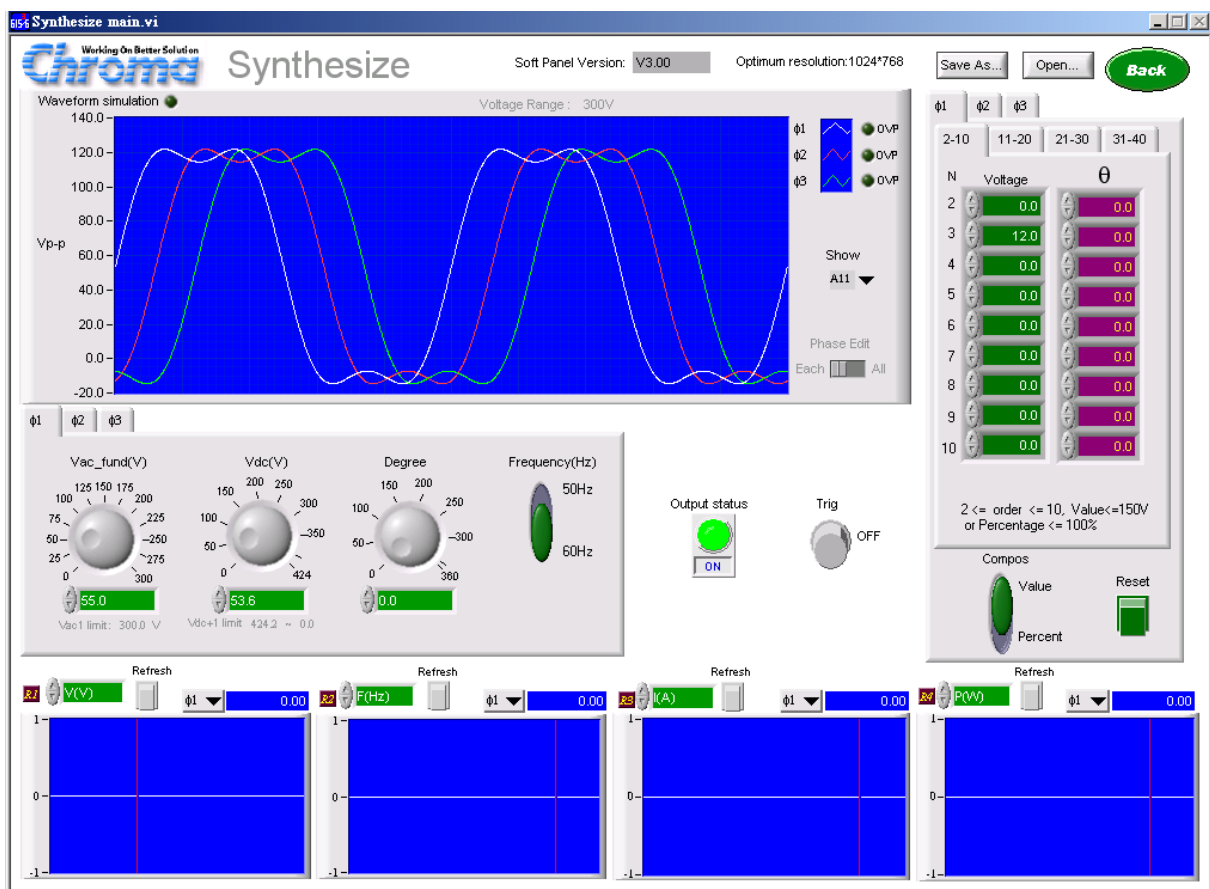 Synthesize main.vi
Working On Better Solution
Chroma
Synthesize
Soft Panel Version: V3.00
Optimum resolution:1024*768
Save As...
Open...
Back
Waveform simulation
Voltage Range : 300V
140.0
120.0
100.0
80.0
60.0
40.0
20.0
0.0
-20.0
Vp-p
ϕ1 OVP
ϕ2 OVP
ϕ3 OVP
Show
A11
Phase Edit
Each All
ϕ1 ϕ2 ϕ3
2-10 11-20 21-30 31-40
N Voltage θ
2 0.0 0.0
3 12.0 0.0
4 0.0 0.0
5 0.0 0.0
6 0.0 0.0
7 0.0 0.0
8 0.0 0.0
9 0.0 0.0
10 0.0 0.0
2 <= order <= 10, Value<=150V
or Percentage <= 100%
Compos
Value
Percent
Reset
ϕ1 ϕ2 ϕ3
Vac_fund(V)
0 25 50 75 100 125 150 175 200 225 250 275 300
55.0
Vac1 limit: 300.0 V
Vdc(V)
0 50 100 150 200 250 300 350 424
53.6
Vdc+1 limit 424.2 ~ 0.0
Degree
0 50 100 150 200 250 300 360
0.0
Frequency(Hz)
50Hz
60Hz
Output status
ON
Trig
OFF
Refresh
R1 V(V) ϕ1 0.00
1
0
-1
Refresh
R2 F(Hz) ϕ1 0.00
1
0
-1
Refresh
R3 I(A) ϕ1 0.00
1
0
-1
Refresh
R4 P(W) ϕ1 0.00
1
0
-1